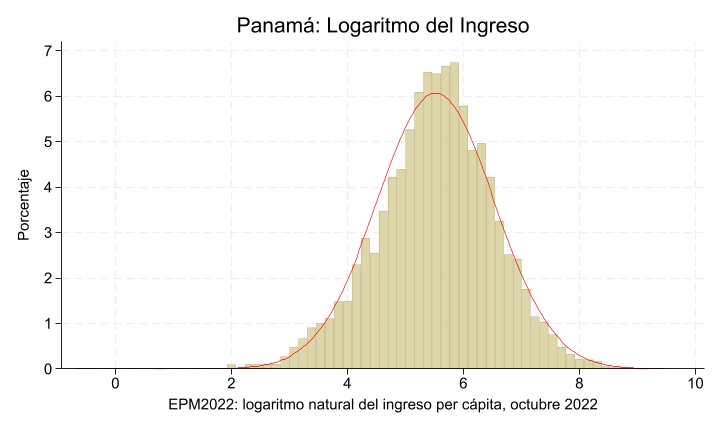 Panamá: Logaritmo del Ingreso
7
6
5
4
3
2
1
0
Porcentaje
0 2 4 6 8 10
EPM2022: logaritmo natural del ingreso per cápita, octubre 2022